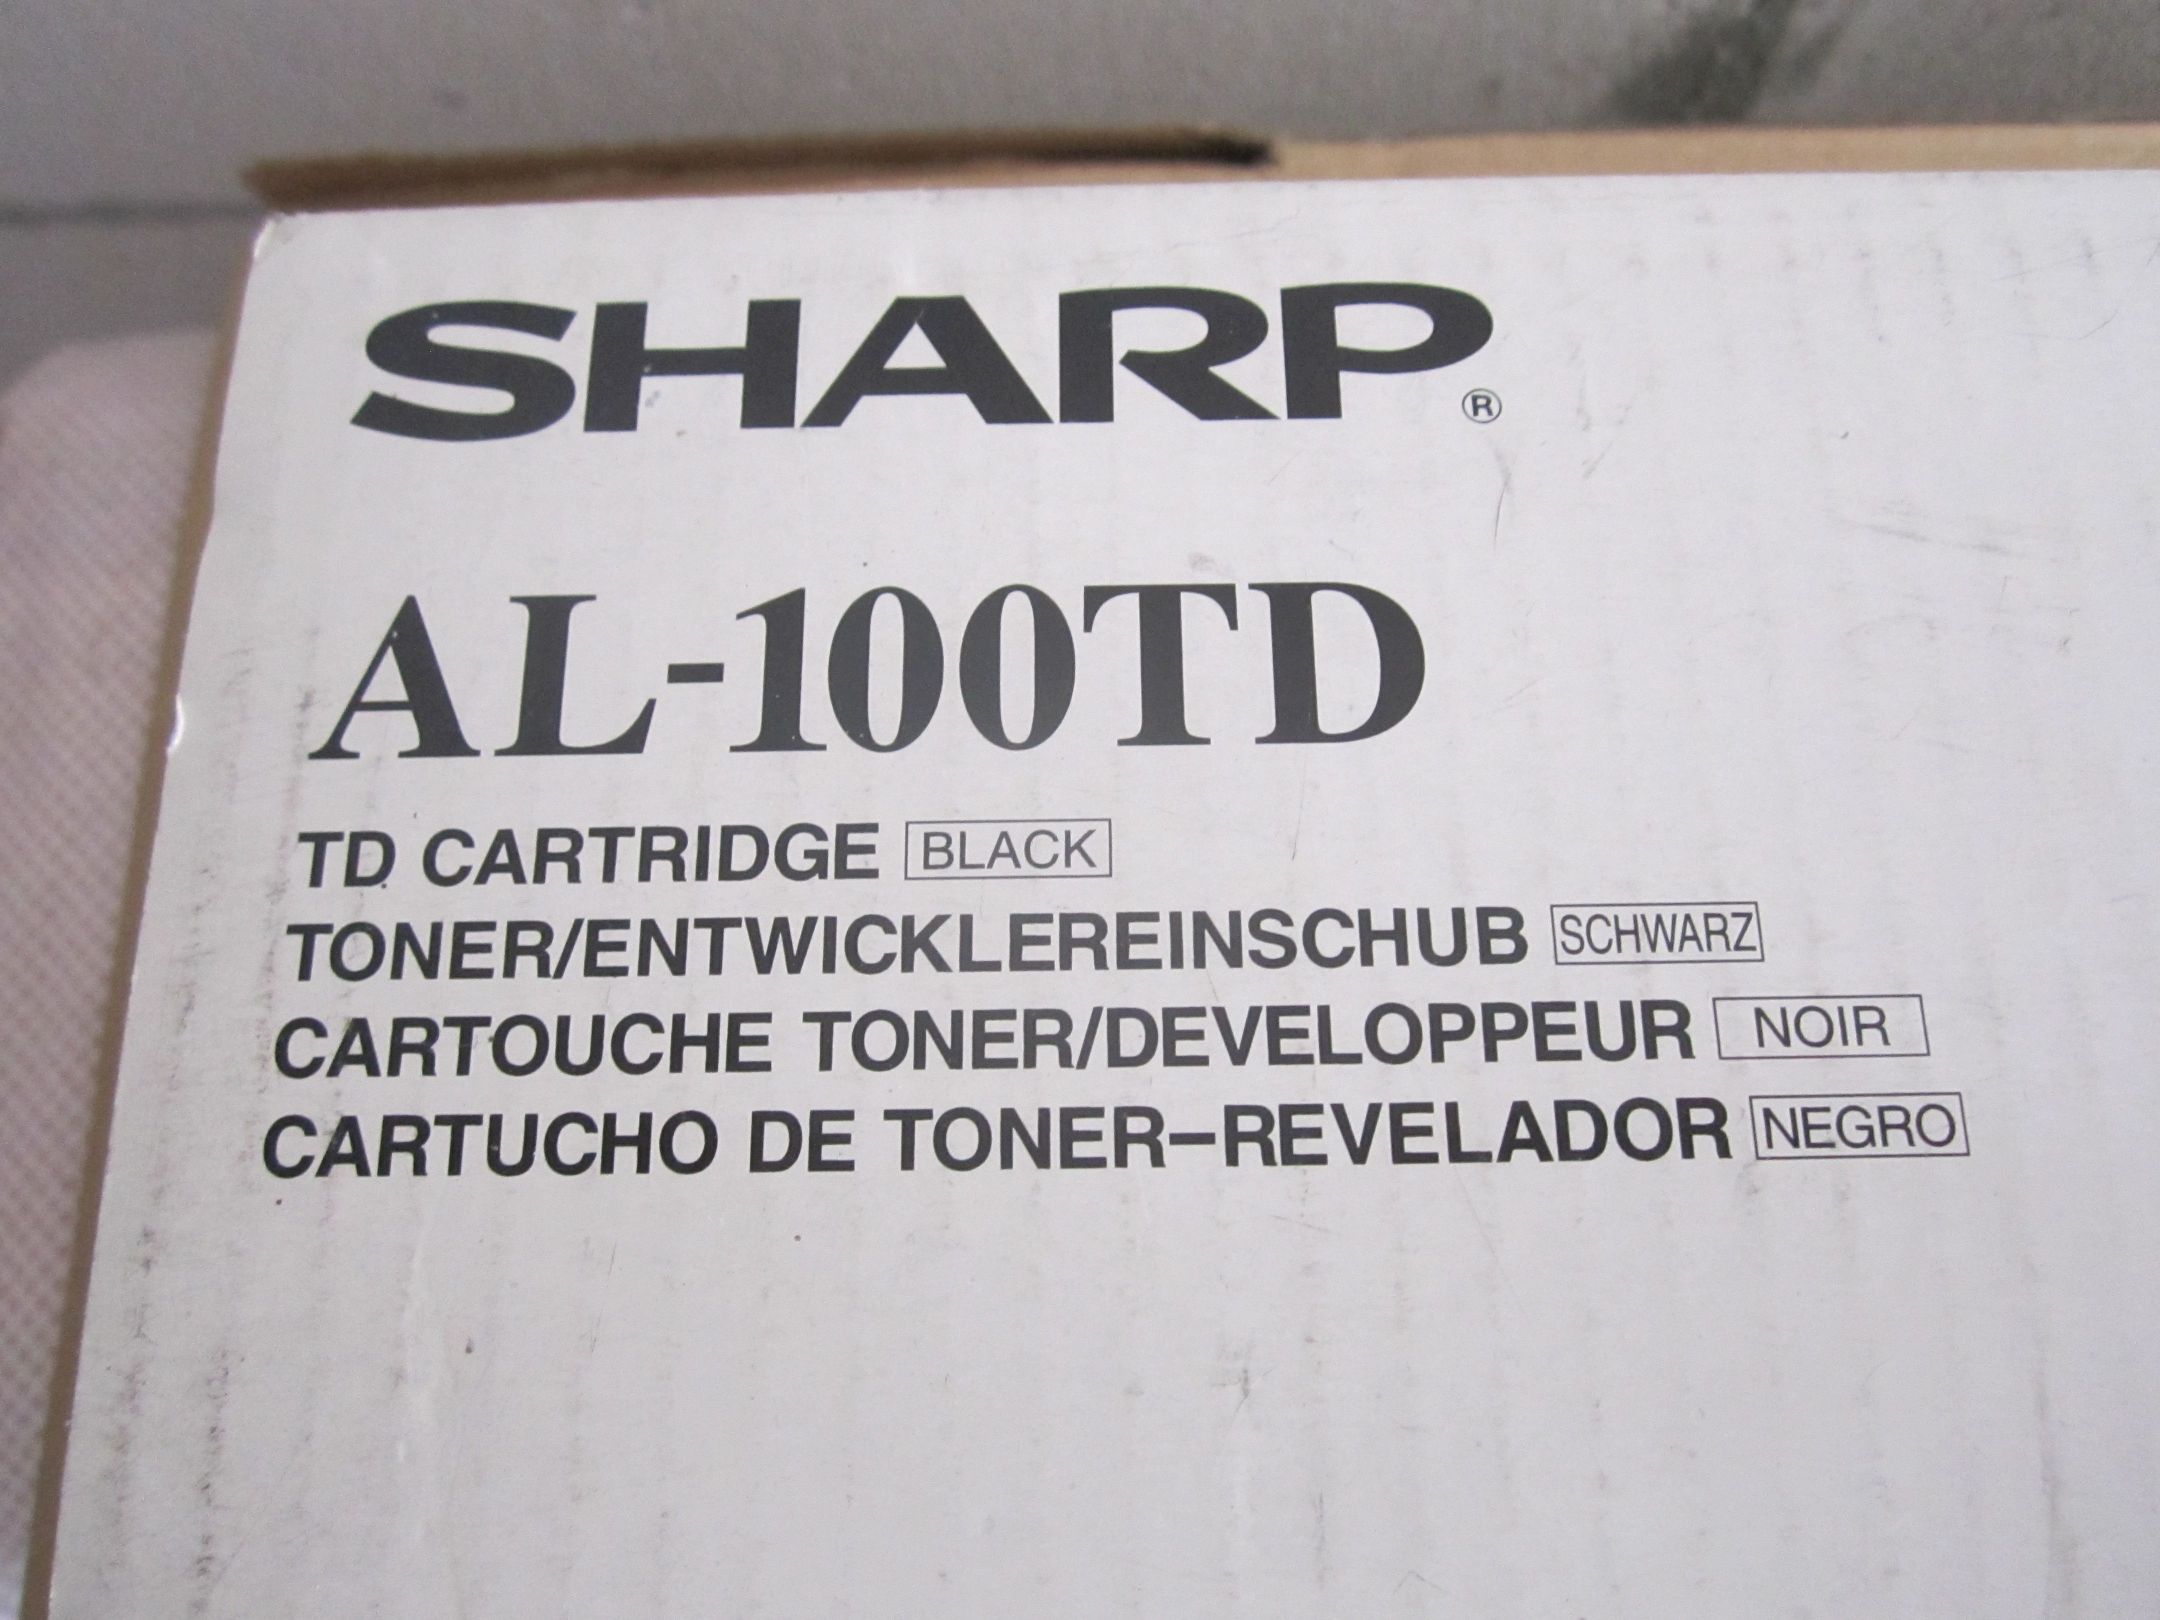 SHARP®
AL-100TD
TD CARTRIDGE BLACK
TONER/ENTWICKLEREINSCHUB SCHWARZ
CARTOUCHE TONER/DEVELOPPEUR NOIR
CARTUCHO DE TONER–REVELADOR NEGRO